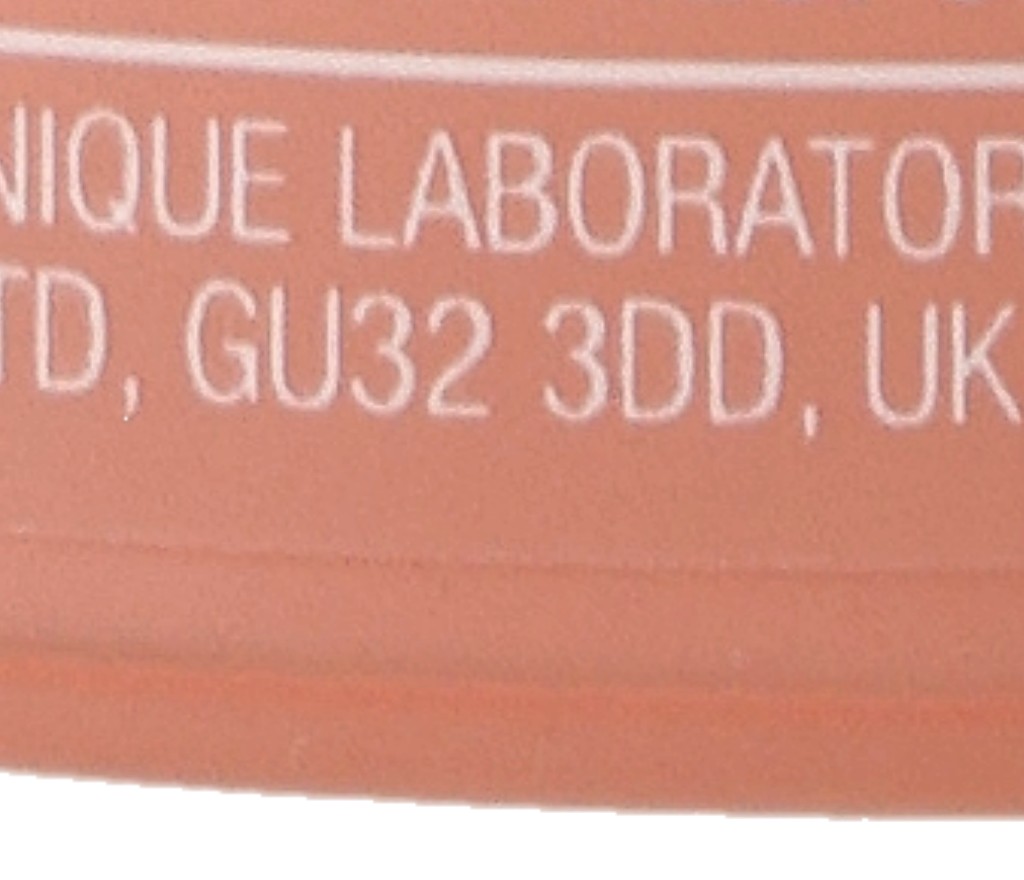 NIQUE LABORATOR
TD, GU32 3DD, UK